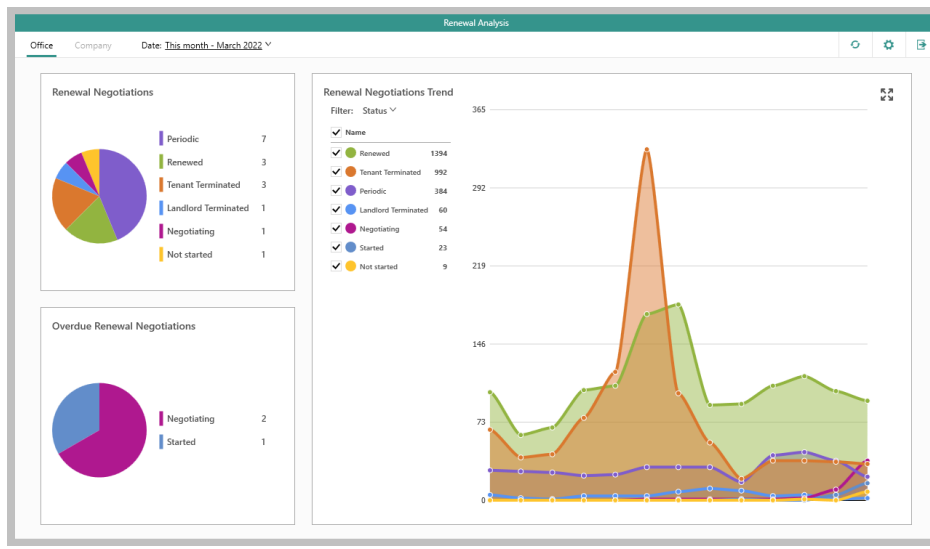 Renewal Analysis
Office Company Date: This month - March 2022
Renewal Negotiations
Periodic 7
Renewed 3
Tenant Terminated 3
Landlord Terminated 1
Negotiating 1
Not started 1
Overdue Renewal Negotiations
Negotiating 2
Started 1
Renewal Negotiations Trend
Filter: Status
Name
Renewed 1394
Tenant Terminated 992
Periodic 384
Landlord Terminated 60
Negotiating 54
Started 23
Not started 9
365
292
219
146
73
0